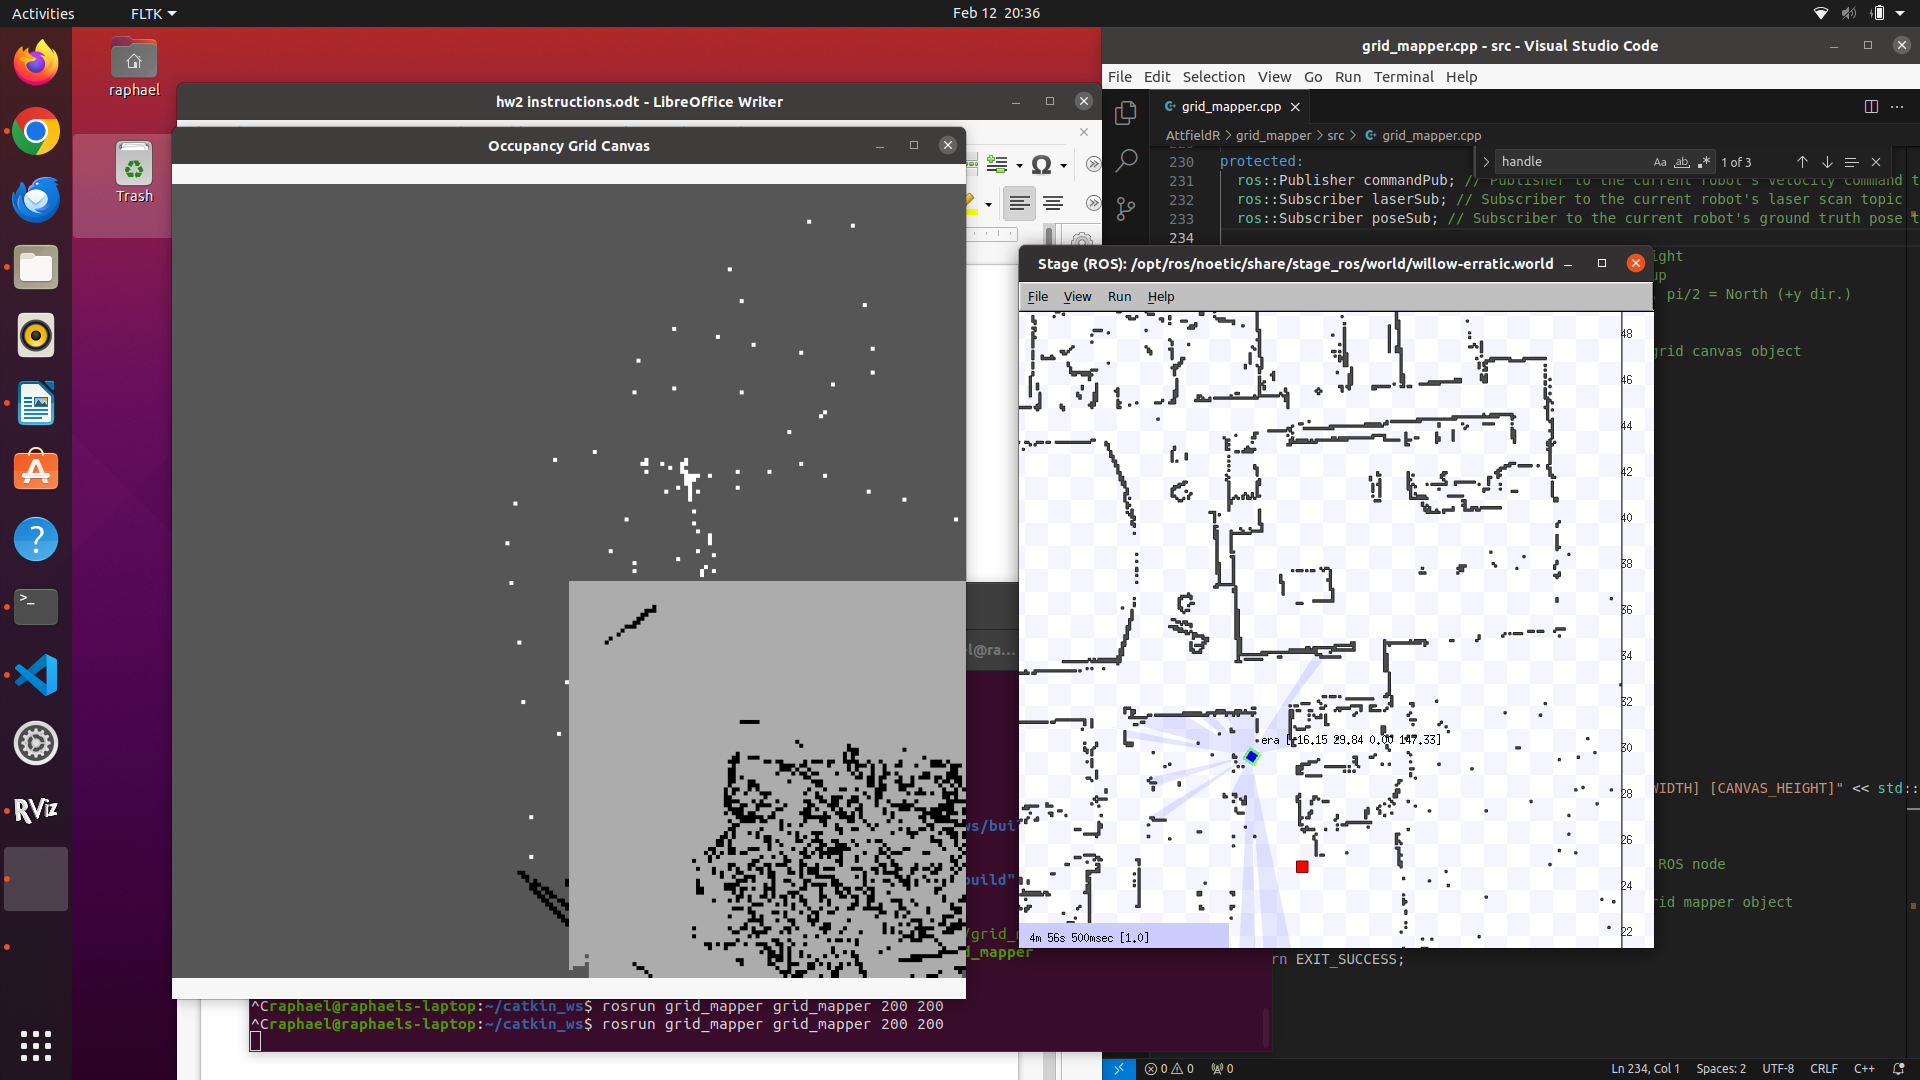 Activities
FLTK
Feb 12 20:36
raphael
Trash
hw2 instructions.odt - LibreOffice Writer
Occupancy Grid Canvas
grid_mapper.cpp - src - Visual Studio Code
File Edit Selection View Go Run Terminal Help
grid_mapper.cpp
AttfieldR > grid_mapper > src > grid_mapper.cpp
handle
Aa ab .* 1 of 3
230 protected:
231 ros::Publisher commandPub; // Publisher to the current robot's velocity command t
232 ros::Subscriber laserSub; // Subscriber to the current robot's laser scan topic
233 ros::Subscriber poseSub; // Subscriber to the current robot's ground truth pose t
234
Stage (ROS): /opt/ros/noetic/share/stage_ros/world/willow-erratic.world
File View Run Help
ight
up
pi/2 = North (+y dir.)
grid canvas object
48
46
44
42
40
38
36
34
32
30
28
26
24
22
era [-16.15 29.84 0.00 147.33]
4m 56s 500msec [1.0]
el@ra...
ws/bui
build"
/grid_m
d_mapper
WIDTH] [CANVAS_HEIGHT]" << std::
ROS node
rid mapper object
rn EXIT_SUCCESS;
^Craphael@raphaels-laptop:~/catkin_ws$ rosrun grid_mapper grid_mapper 200 200
^Craphael@raphaels-laptop:~/catkin_ws$ rosrun grid_mapper grid_mapper 200 200
RViz
0 0 0
Ln 234, Col 1 Spaces: 2 UTF-8 CRLF C++